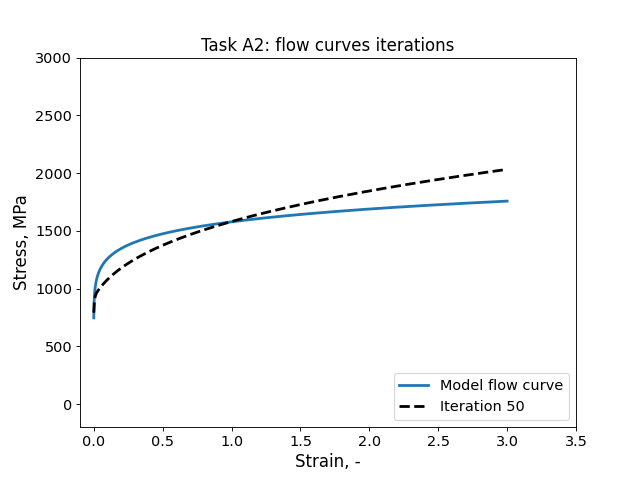 Task A2: flow curves iterations
3000
2500
2000
1500
1000
500
0
Stress, MPa
0.0 0.5 1.0 1.5 2.0 2.5 3.0 3.5
Strain, -
Model flow curve
Iteration 50